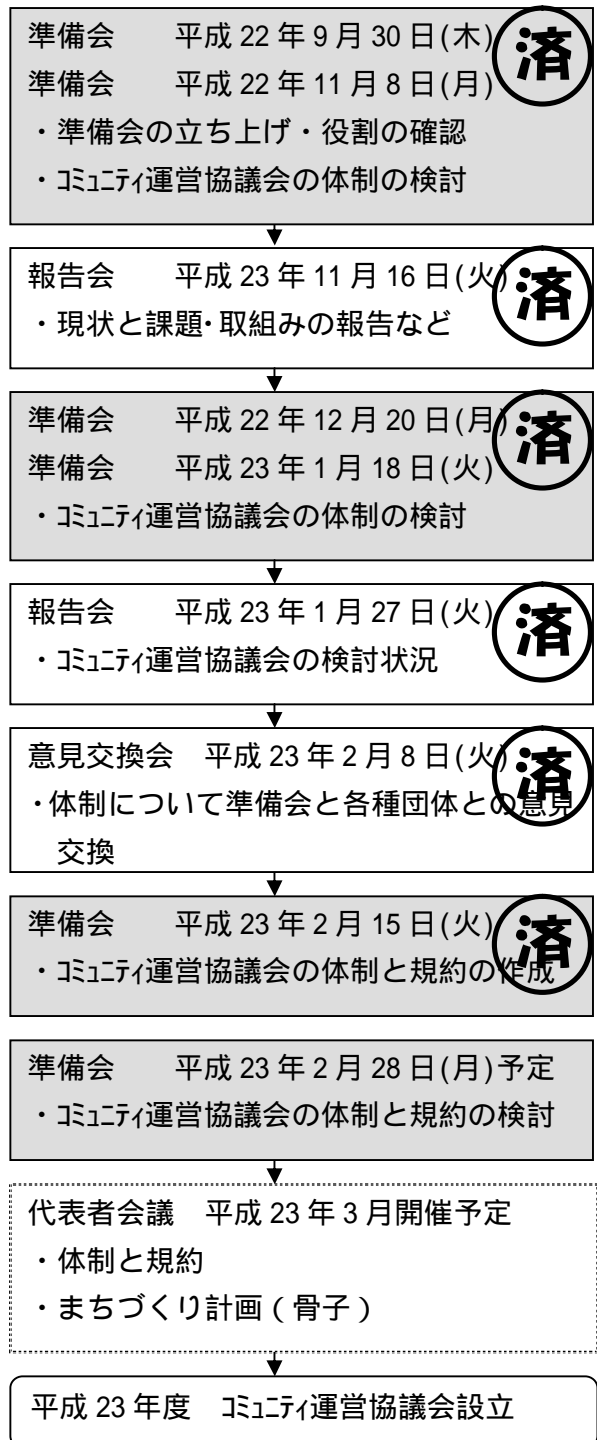 準備会　　平成 22 年 9 月 30 日(木)
済
準備会　　平成 22 年 11 月 8 日(月)
・準備会の立ち上げ・役割の確認
・ｺﾐｭﾆﾃｨ運営協議会の体制の検討
報告会　　平成 23 年 11 月 16 日(火)
済
・現状と課題･取組みの報告など
準備会　　平成 22 年 12 月 20 日(月)
済
準備会　　平成 23 年 1 月 18 日(火)
・ｺﾐｭﾆﾃｨ運営協議会の体制の検討
報告会　　平成 23 年 1 月 27 日(火)
済
・ｺﾐｭﾆﾃｨ運営協議会の検討状況
意見交換会　平成 23 年 2 月 8 日(火)
済
・体制について準備会と各種団体との意見
交換
準備会　　平成 23 年 2 月 15 日(火)
済
・ｺﾐｭﾆﾃｨ運営協議会の体制と規約の作成
準備会　　平成 23 年 2 月 28 日(月)予定
・ｺﾐｭﾆﾃｨ運営協議会の体制と規約の検討
代表者会議　平成 23 年 3 月開催予定
・体制と規約
・まちづくり計画（骨子）
平成 23 年度　ｺﾐｭﾆﾃｨ運営協議会設立